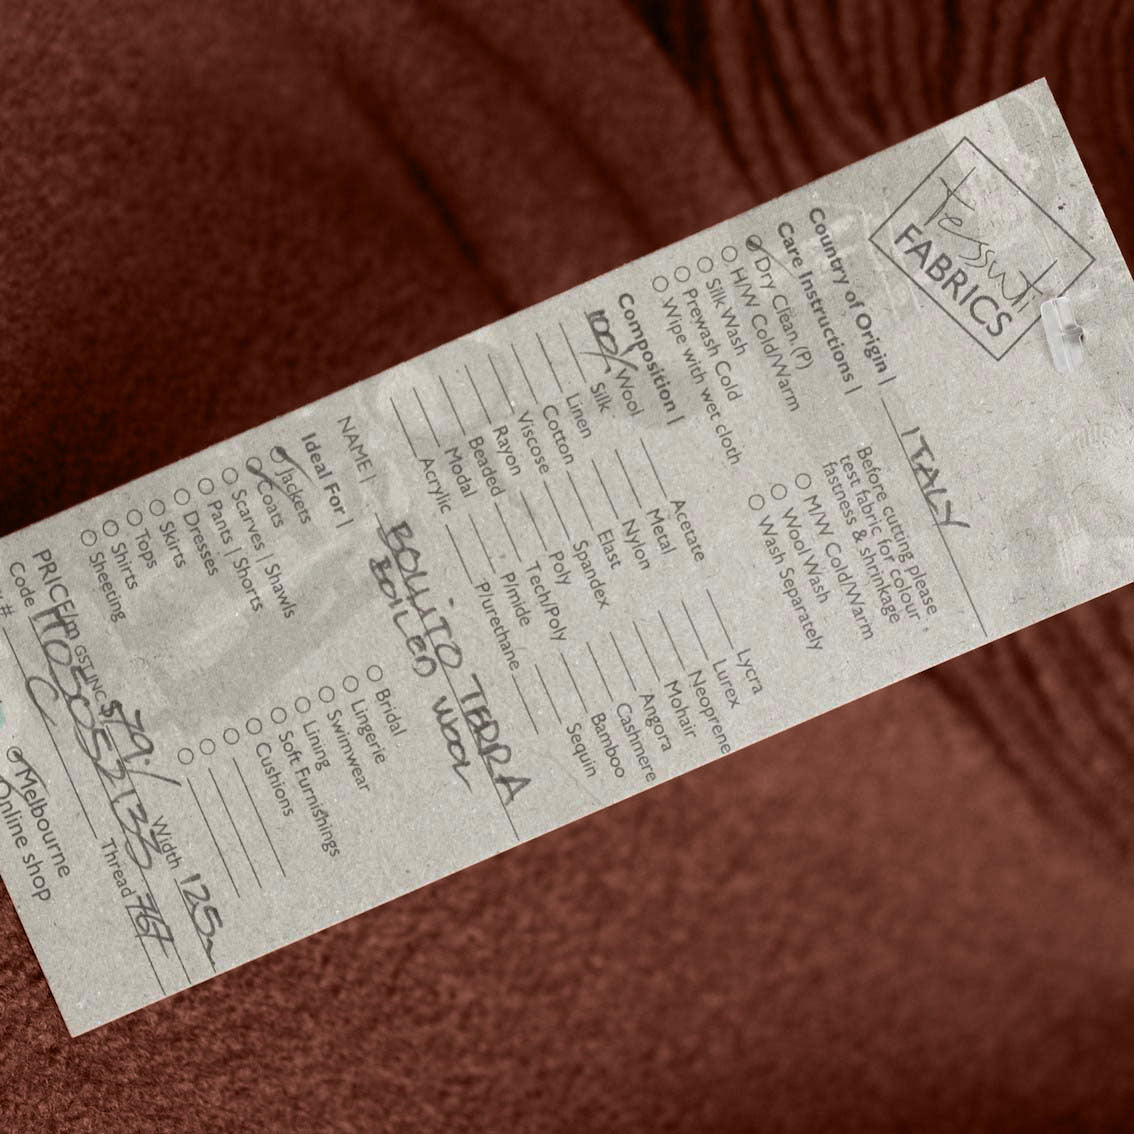 tessuti
FABRICS
Country of Origin | ITALY
Care Instructions |
Dry Clean (P)
H/W Cold/Warm
Silk Wash
Prewash Cold
Wipe with wet cloth
Before cutting please
test fabric for colour
fastness & shrinkage
M/W Cold/Warm
Wool Wash
Wash Separately
Composition |
100% Wool
Silk
Linen
Cotton
Viscose
Rayon
Beaded
Modal
Acrylic
Acetate
Metal
Nylon
Elast
Spandex
Poly
Tech/Poly
P/mide
P/urethane
Lycra
Lurex
Neoprene
Mohair
Angora
Cashmere
Bamboo
Sequin
NAME | BOLLITO TERRA
BOILED WOOL
Ideal For |
Jackets
Coats
Scarves | Shawls
Pants | Shorts
Dresses
Skirts
Tops
Shirts
Sheeting
Bridal
Lingerie
Swimwear
Lining
Soft Furnishings
Cushions
PRICE/m GST INC $79./ Width 125
Code Thread 767
Melbourne
Online shop